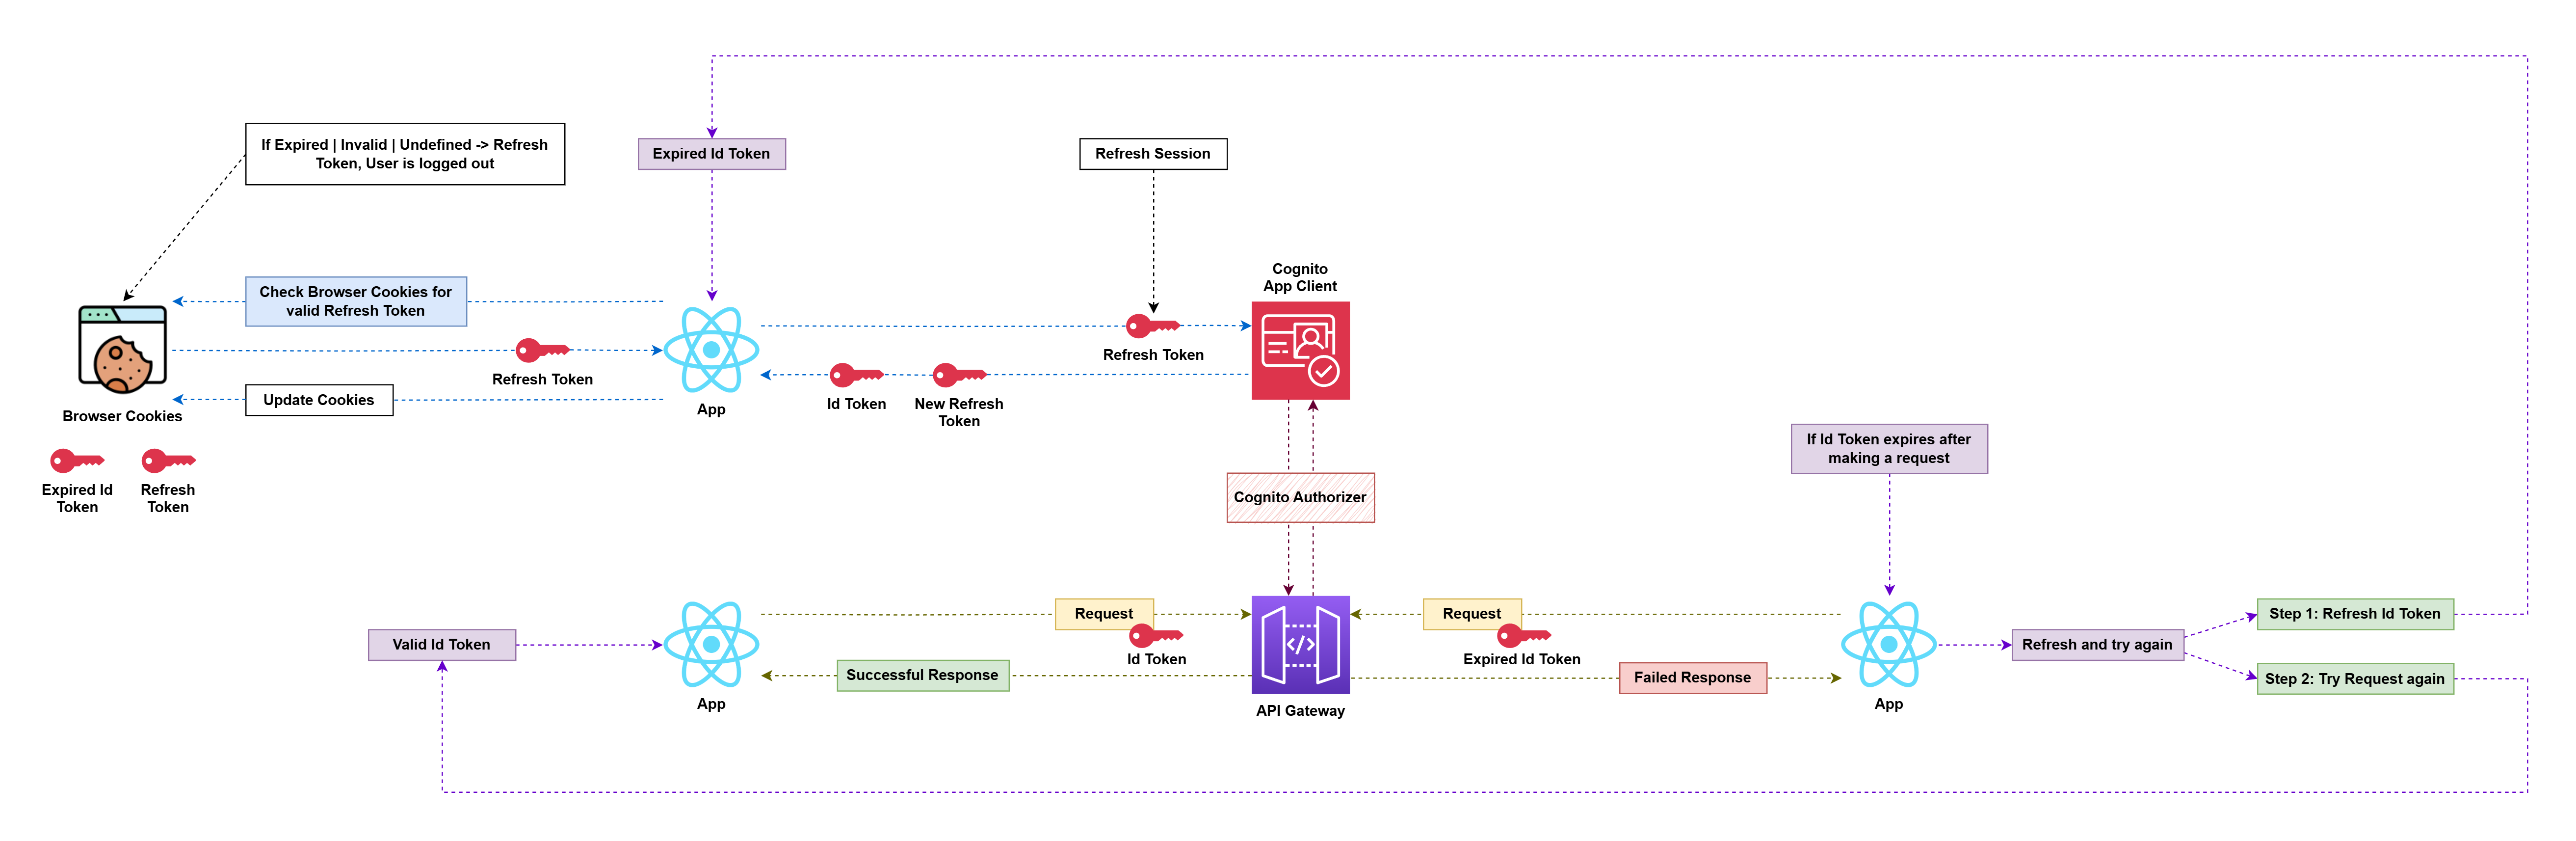 If Expired | Invalid | Undefined -> Refresh
Token, User is logged out
Expired Id Token
Refresh Session
Cognito
App Client
Check Browser Cookies for
valid Refresh Token
Refresh Token
Refresh Token
Update Cookies
Browser Cookies
App
Id Token
New Refresh
Token
Expired Id
Token
Refresh
Token
Cognito Authorizer
If Id Token expires after
making a request
Valid Id Token
App
Request
Id Token
Successful Response
API Gateway
Request
Expired Id Token
Failed Response
App
Refresh and try again
Step 1: Refresh Id Token
Step 2: Try Request again